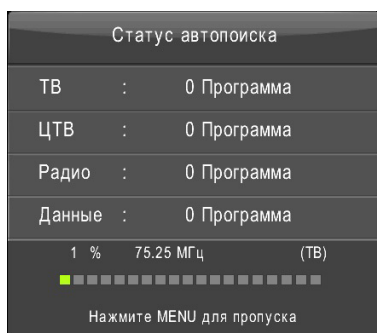 Статус автопоиска
ТВ : 0 Программа
ЦТВ : 0 Программа
Радио : 0 Программа
Данные : 0 Программа
1 % 75.25 МГц (ТВ)
Нажмите MENU для пропуска